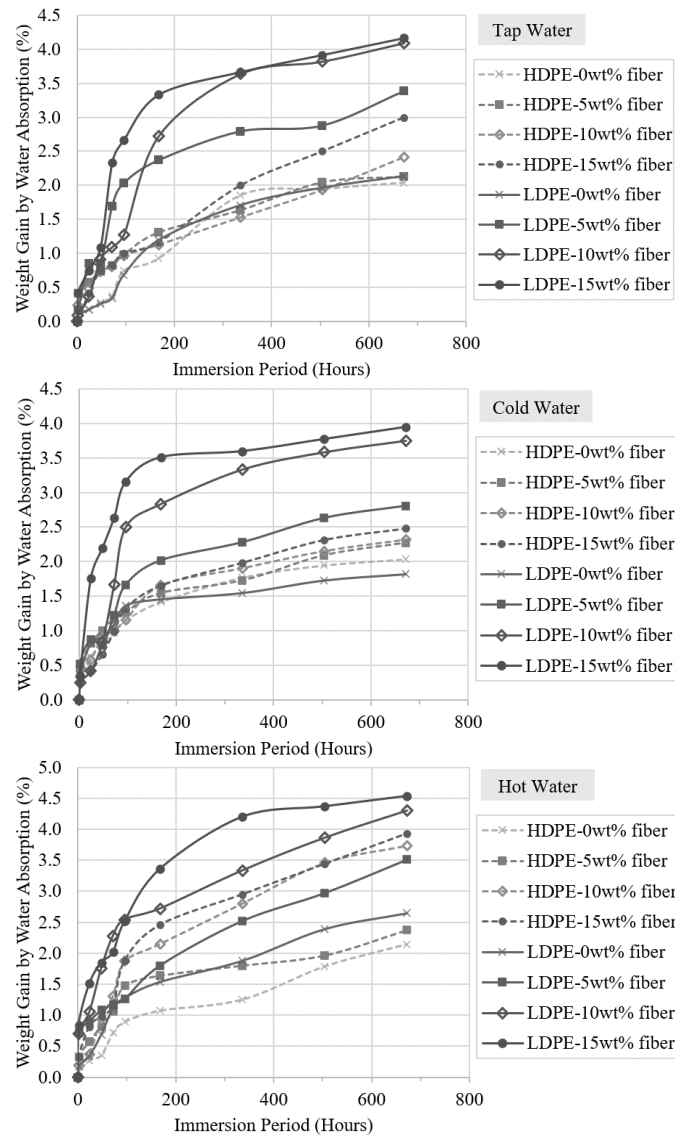 Tap Water
Weight Gain by Water Absorption (%)
4.5
4.0
3.5
3.0
2.5
2.0
1.5
1.0
0.5
0.0
0 200 400 600 800
Immersion Period (Hours)
HDPE-0wt% fiber
HDPE-5wt% fiber
HDPE-10wt% fiber
HDPE-15wt% fiber
LDPE-0wt% fiber
LDPE-5wt% fiber
LDPE-10wt% fiber
LDPE-15wt% fiber
Cold Water
Weight Gain by Water Absorption (%)
4.5
4.0
3.5
3.0
2.5
2.0
1.5
1.0
0.5
0.0
0 200 400 600 800
Immersion Period (Hours)
HDPE-0wt% fiber
HDPE-5wt% fiber
HDPE-10wt% fiber
HDPE-15wt% fiber
LDPE-0wt% fiber
LDPE-5wt% fiber
LDPE-10wt% fiber
LDPE-15wt% fiber
Hot Water
Weight Gain by Water Absorption (%)
5.0
4.5
4.0
3.5
3.0
2.5
2.0
1.5
1.0
0.5
0.0
0 200 400 600 800
Immersion Period (Hours)
HDPE-0wt% fiber
HDPE-5wt% fiber
HDPE-10wt% fiber
HDPE-15wt% fiber
LDPE-0wt% fiber
LDPE-5wt% fiber
LDPE-10wt% fiber
LDPE-15wt% fiber